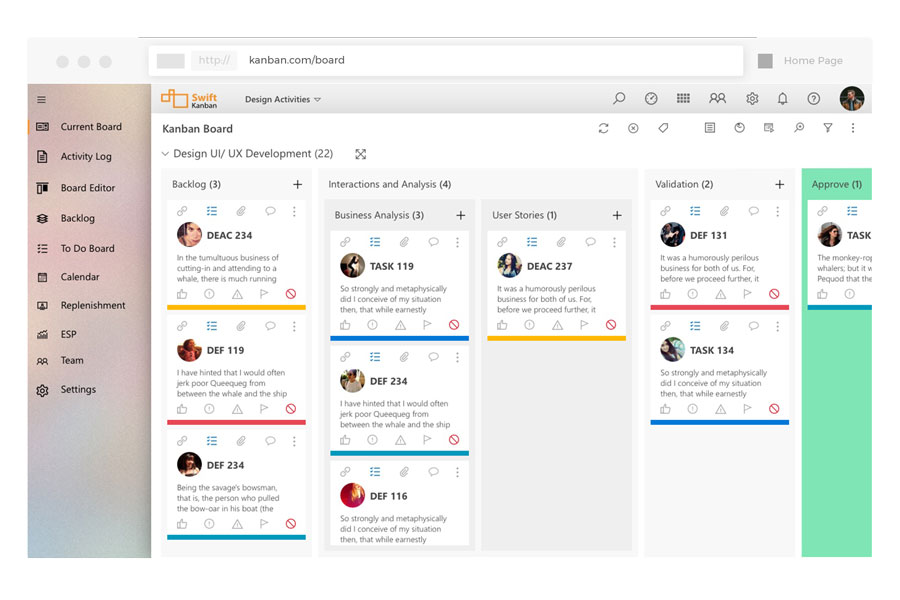 http:// kanban.com/board Home Page
Swift
Kanban
Design Activities
Current Board
Activity Log
Board Editor
Backlog
To Do Board
Calendar
Replenishment
ESP
Team
Settings
Kanban Board
Design UI/ UX Development (22)
Backlog (3)
DEAC 234
In the tumultuous business of
cutting-in and attending to a
whale, there is much running
DEF 119
I have hinted that I would often
jerk poor Queequeg from
between the whale and the ship
DEF 234
Being the savage's bowsman,
that is, the person who pulled
the bow-oar in his boat (the
Interactions and Analysis (4)
Business Analysis (3)
TASK 119
So strongly and metaphysically
did I conceive of my situation
then, that while earnestly
DEF 234
I have hinted that I would often
jerk poor Queequeg from
between the whale and the ship
DEF 116
So strongly and metaphysically
did I conceive of my situation
then, that while earnestly
User Stories (1)
DEAC 237
It was a humorously perilous
business for both of us. For,
before we proceed further, it
Validation (2)
DEF 131
It was a humorously perilous
business for both of us. For,
before we proceed further, it
TASK 134
So strongly and metaphysically
did I conceive of my situation
then, that while earnestly
Approve (1)
TASK
The monkey-rop
whalers; but it w
Pequod that the